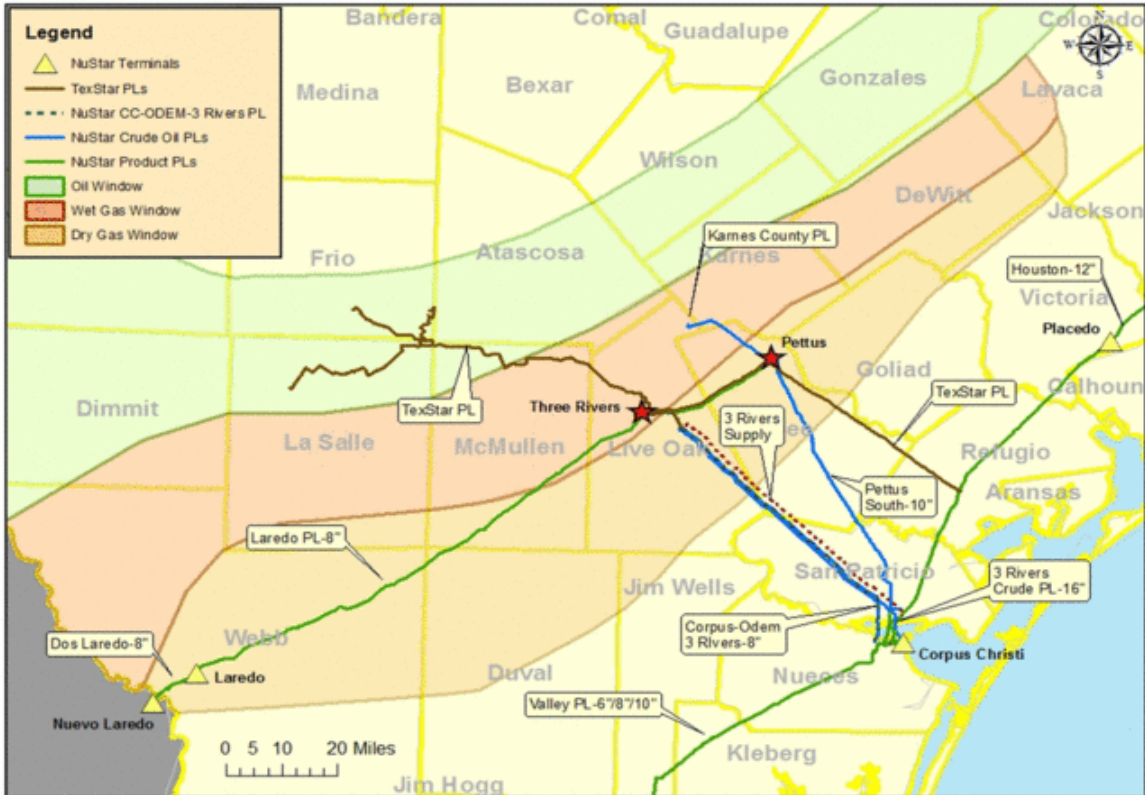 Bandera
Comal
Guadalupe
Colorado
Legend
NuStar Terminals
TexStar PLs
NuStar CC-ODEM-3 Rivers PL
NuStar Crude Oil PLs
NuStar Product PLs
Oil Window
Wet Gas Window
Dry Gas Window
N
W
E
S
Medina
Bexar
Gonzales
Lavaca
Wilson
DeWitt
Jackson
Frio
Atascosa
Karnes County PL
Karnes
Houston-12"
Victoria
Placedo
Pettus
Goliad
Calhoun
Dimmit
TexStar PL
Three Rivers
TexStar PL
La Salle
McMullen
Live Oak
3 Rivers
Supply
Refugio
Aransas
Pettus
South-10"
Laredo PL-8"
San Patricio
3 Rivers
Crude PL-16"
Jim Wells
Corpus-Odem
3 Rivers-8"
Corpus Christi
Dos Laredo-8"
Webb
Laredo
Duval
Nueces
Nuevo Laredo
Valley PL-6"/8"/10"
Kleberg
0 5 10 20 Miles
Jim Hogg